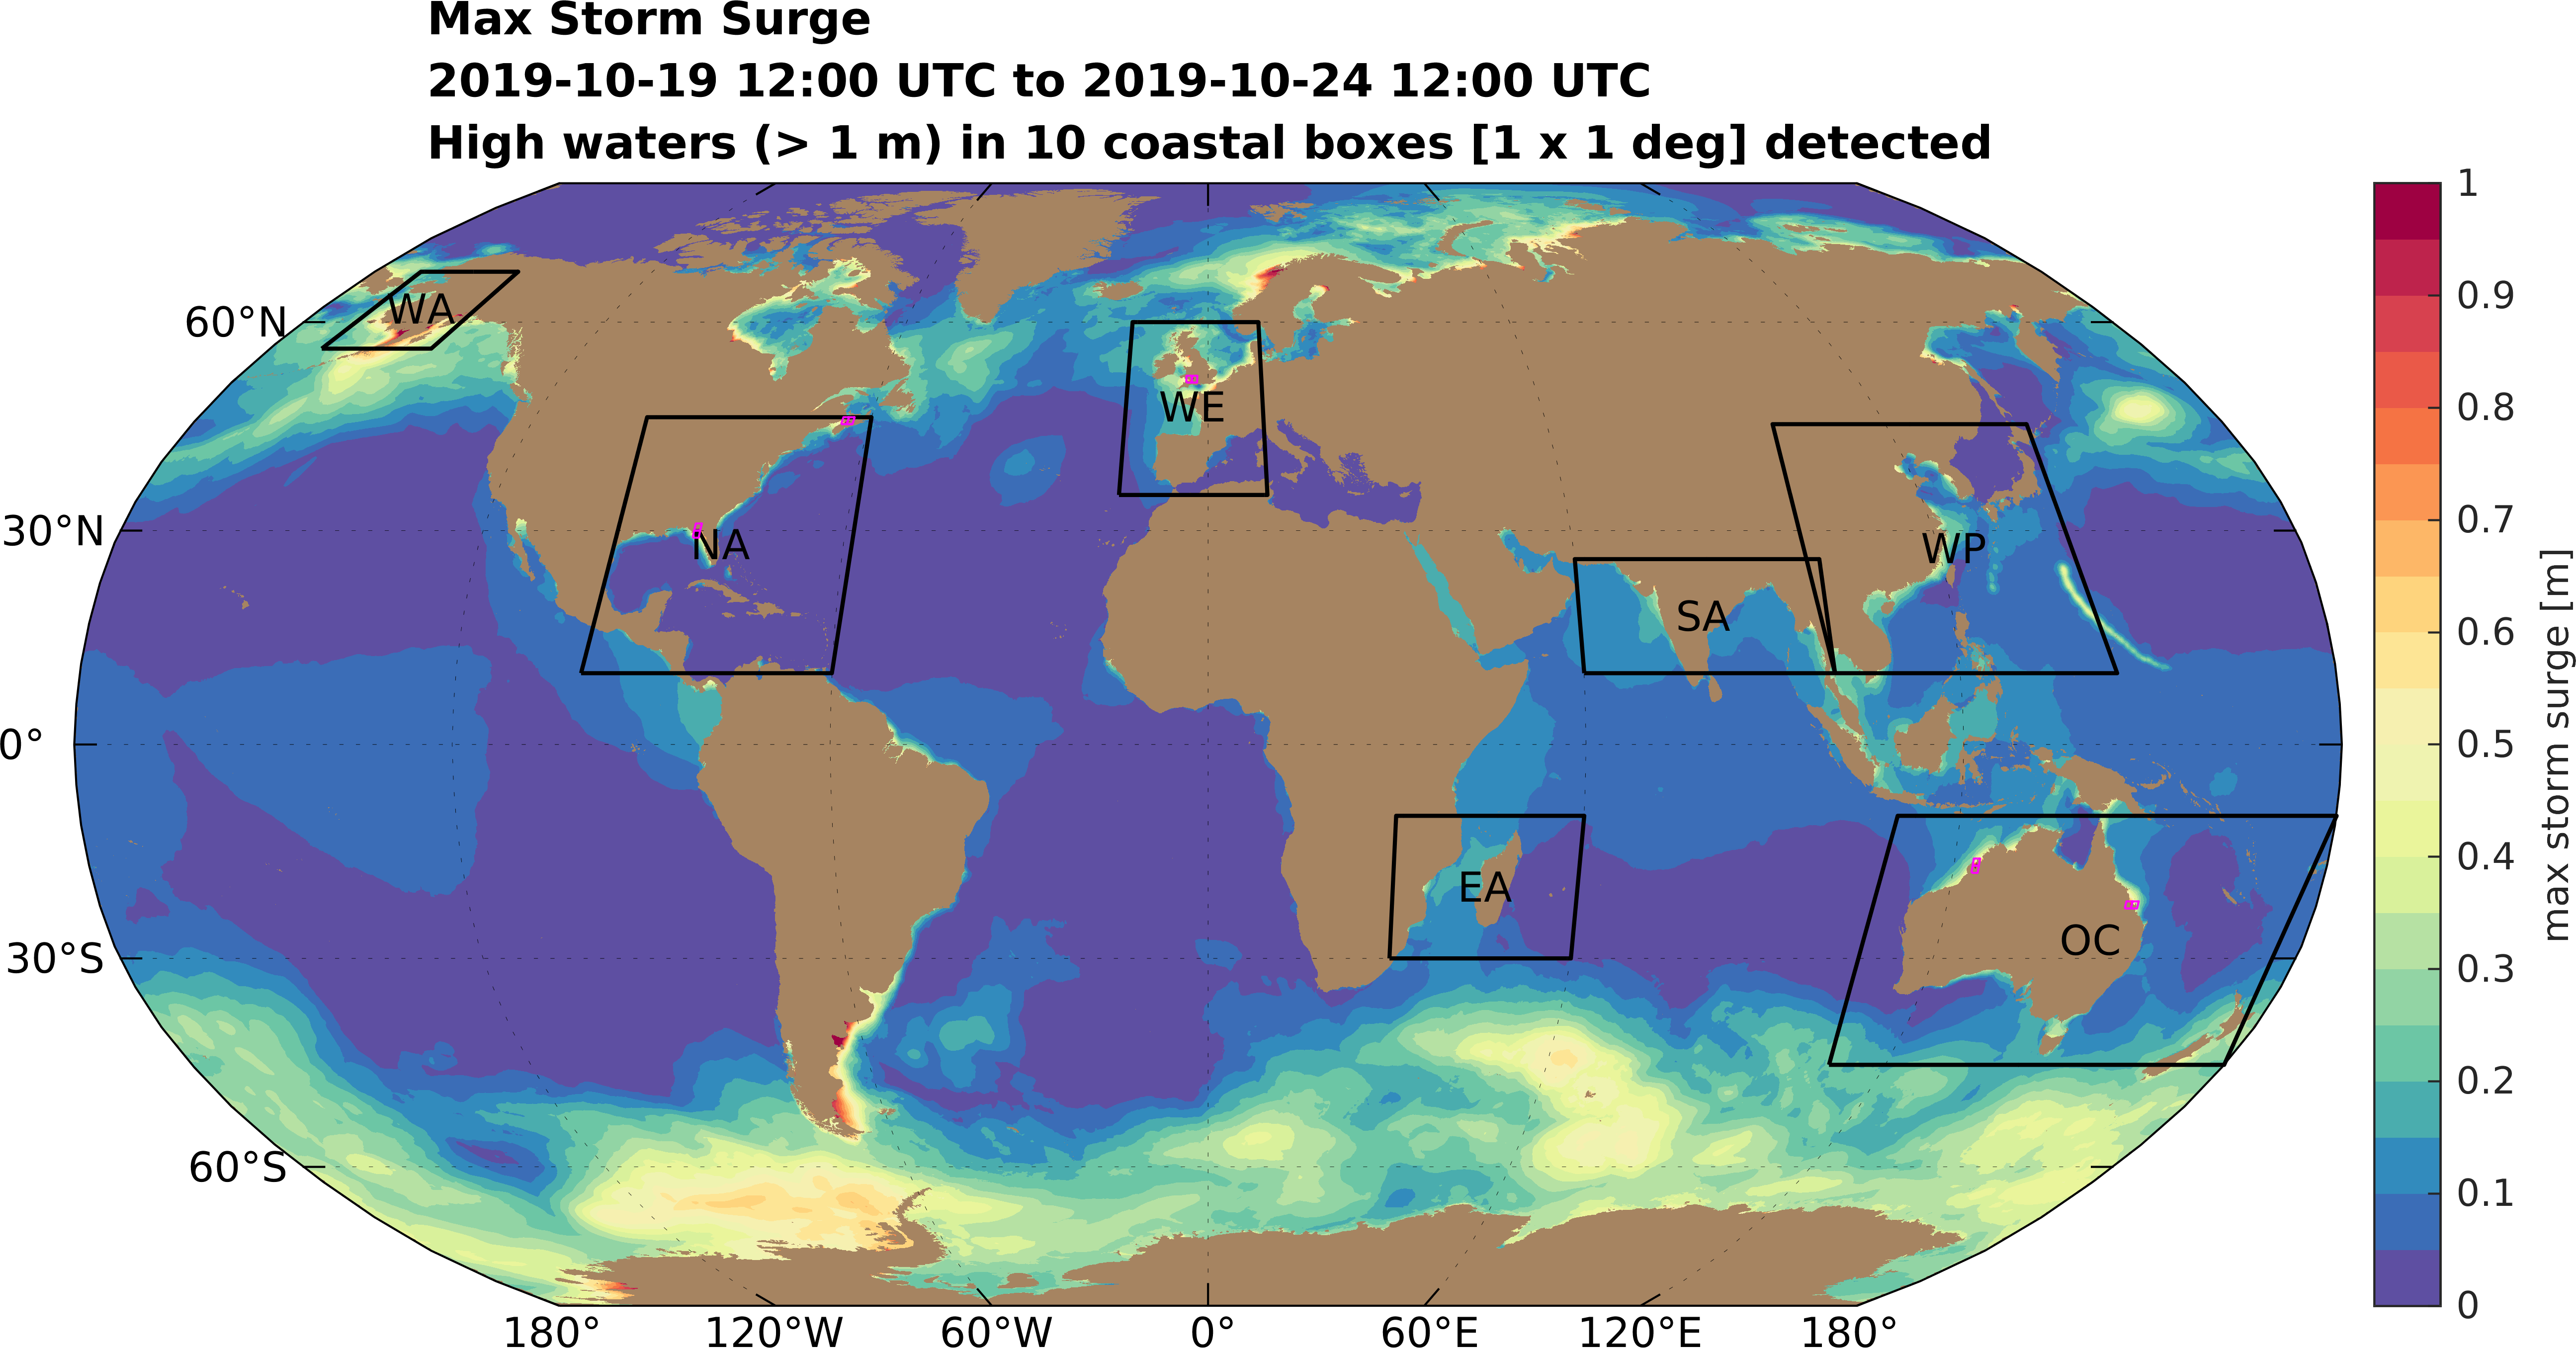 Max Storm Surge
2019-10-19 12:00 UTC to 2019-10-24 12:00 UTC
High waters (> 1 m) in 10 coastal boxes [1 x 1 deg] detected
60°N
30°N
0°
30°S
60°S
180°
120°W
60°W
0°
60°E
120°E
180°
WA
NA
WE
SA
WP
EA
OC
1
0.9
0.8
0.7
0.6
0.5
0.4
0.3
0.2
0.1
0
max storm surge [m]